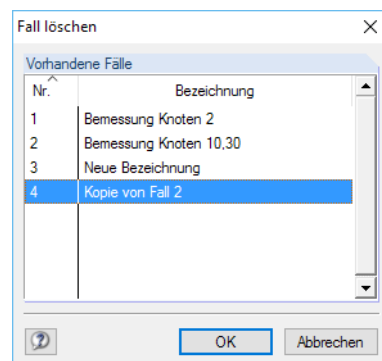 Fall löschen
Vorhandene Fälle
Nr. Bezeichnung
1 Bemessung Knoten 2
2 Bemessung Knoten 10,30
3 Neue Bezeichnung
4 Kopie von Fall 2
OK Abbrechen